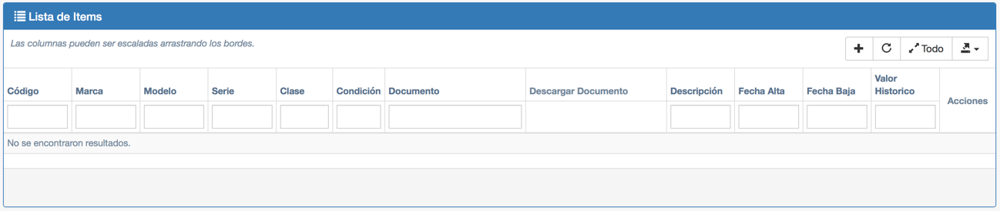 Lista de Items
Las columnas pueden ser escaladas arrastrando los bordes.
Todo
Código Marca Modelo Serie Clase Condición Documento Descargar Documento Descripción Fecha Alta Fecha Baja Valor Historico Acciones
No se encontraron resultados.